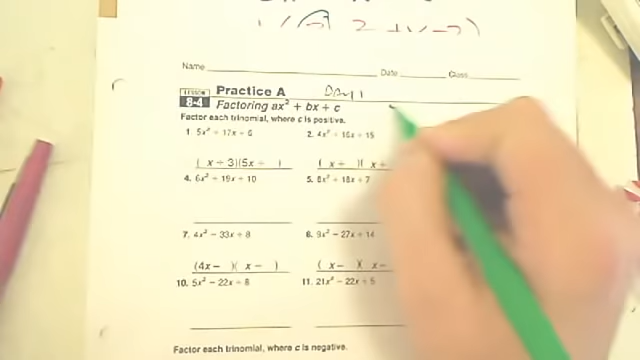 Name Date Class
LESSON 8-4 Practice A Day 1
Factoring ax² + bx + c
Factor each trinomial, where c is positive.
1. 5x² + 17x + 6 2. 4x² + 16x + 15
( x + 3)(5x + ) ( x + )( x +
4. 6x² + 19x + 10 5. 8x² + 18x + 7
7. 4x² − 33x + 8 8. 9x² − 27x + 14
(4x − )( x − ) ( x − )( x −
10. 5x² − 22x + 8 11. 21x² − 22x + 5
Factor each trinomial, where c is negative.